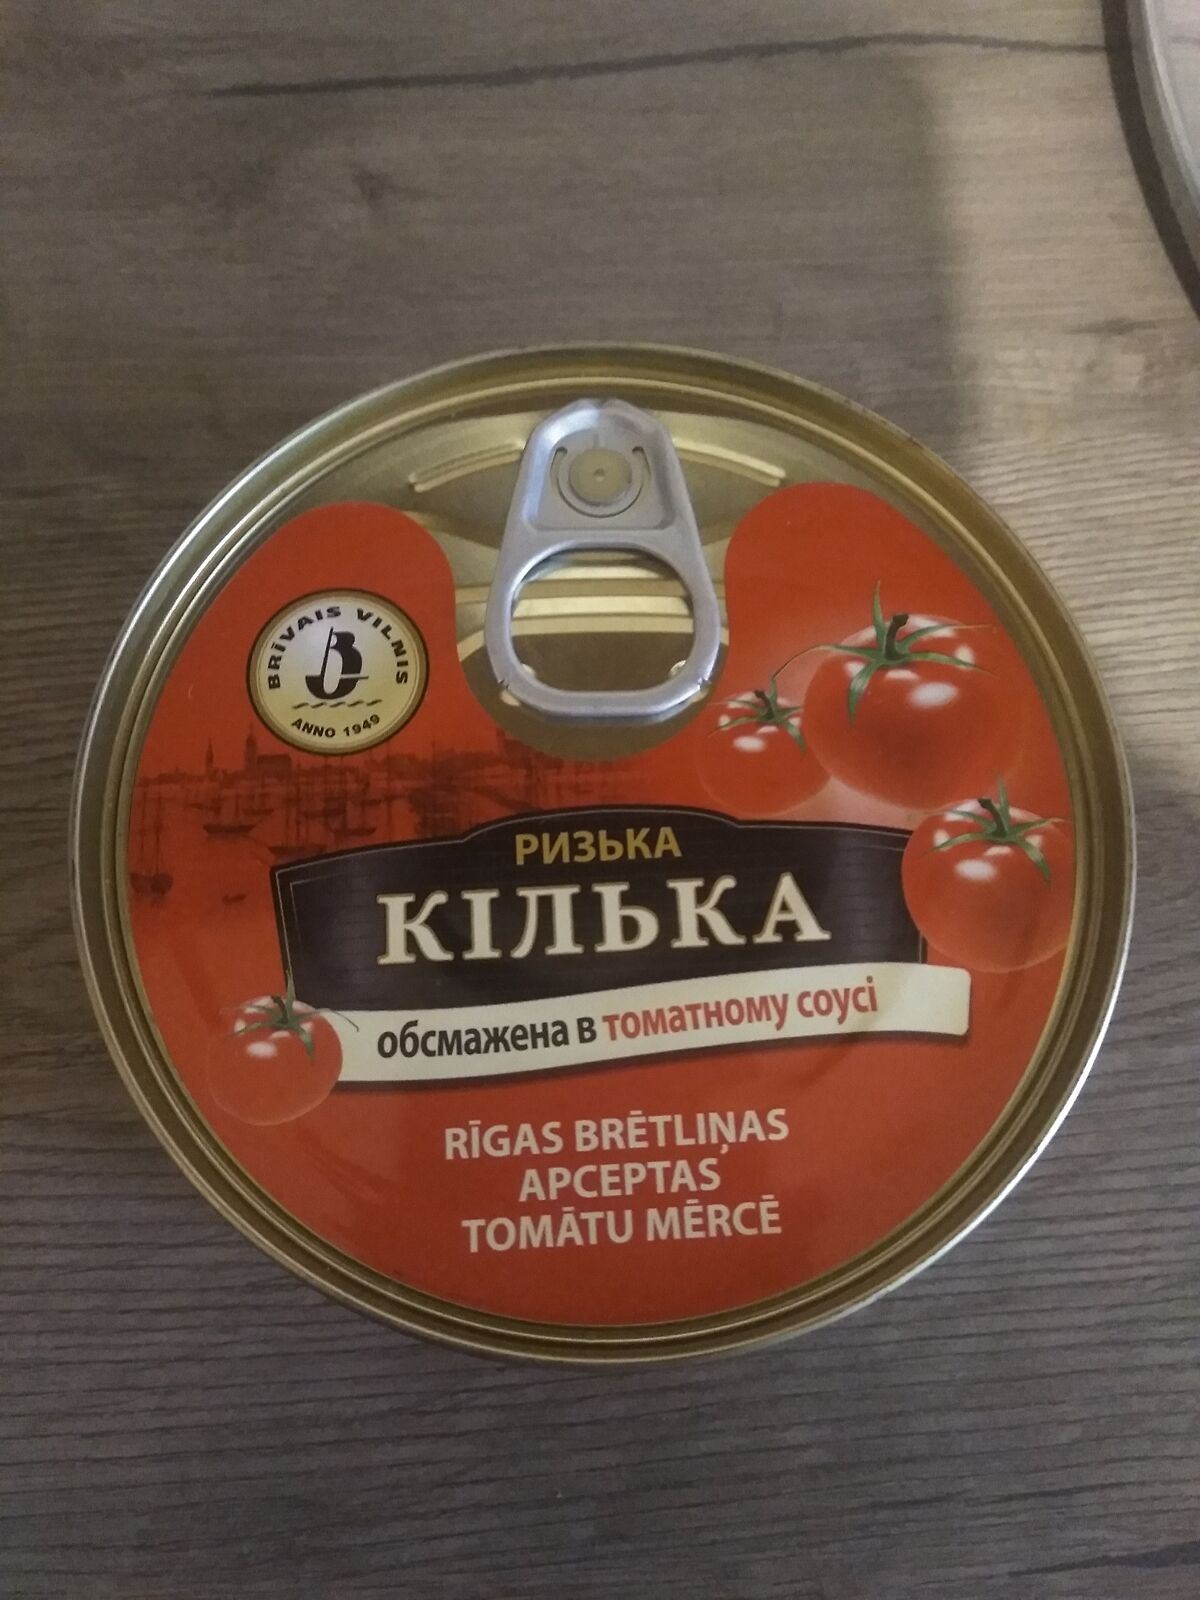 BRĪVAIS VILNIS
ANNO 1949
РИЗЬКА
КІЛЬКА
обсмажена в томатному соусі
RĪGAS BRĒTLIŅAS
APCEPTAS
TOMĀTU MĒRCĒ